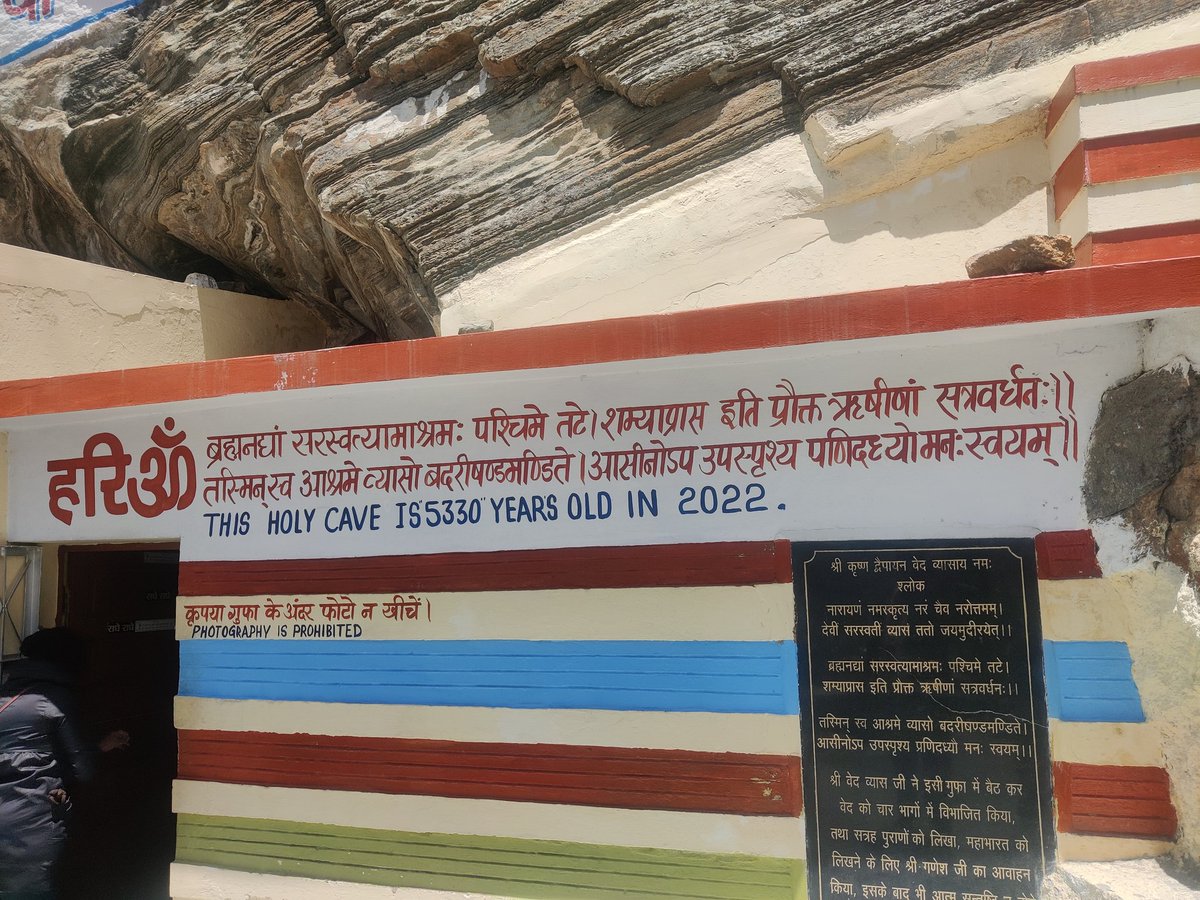 हरि ॐ
ब्रह्मनद्यां सरस्वत्यामाश्रमः पश्चिमे तटे। शम्याप्रास इति प्रौक्त ऋषीणां सत्रवर्धनः।।
तस्मिन् स्व आश्रमे व्यासो बदरीषण्डमण्डिते। आसीनोऽप उपस्पृश्य पणिदध्यो मनः स्वयम्।।
THIS HOLY CAVE IS "5330" YEARS OLD IN 2022.
कृपया गुफा के अंदर फोटो न खीचें।
PHOTOGRAPHY IS PROHIBITED
श्री कृष्ण द्वैपायन वेद व्यासाय नमः
श्लोक
नारायणं नमस्कृत्य नरं चैव नरोत्तमम्।
देवीं सरस्वतीं व्यासं ततो जयमुदीरयेत्।।
ब्रह्मनद्यां सरस्वत्यामाश्रमः पश्चिमे तटे।
शम्याप्रास इति प्रौक्त ऋषीणां सत्रवर्धनः।।
तस्मिन् स्व आश्रमे व्यासो बदरीषण्डमण्डिते।
आसीनोऽप उपस्पृश्य प्रणिदध्यो मनः स्वयम्।।
श्री वेद व्यास जी ने इसी गुफा में बैठ कर
वेद को चार भागों में विभाजित किया,
तथा सत्रह पुराणों को लिखा, महाभारत को
लिखने के लिए श्री गणेश जी का आवाहन
किया, इसके बाद भी आत्म सन्तुष्टि न
राधे राधे
राधे राधे